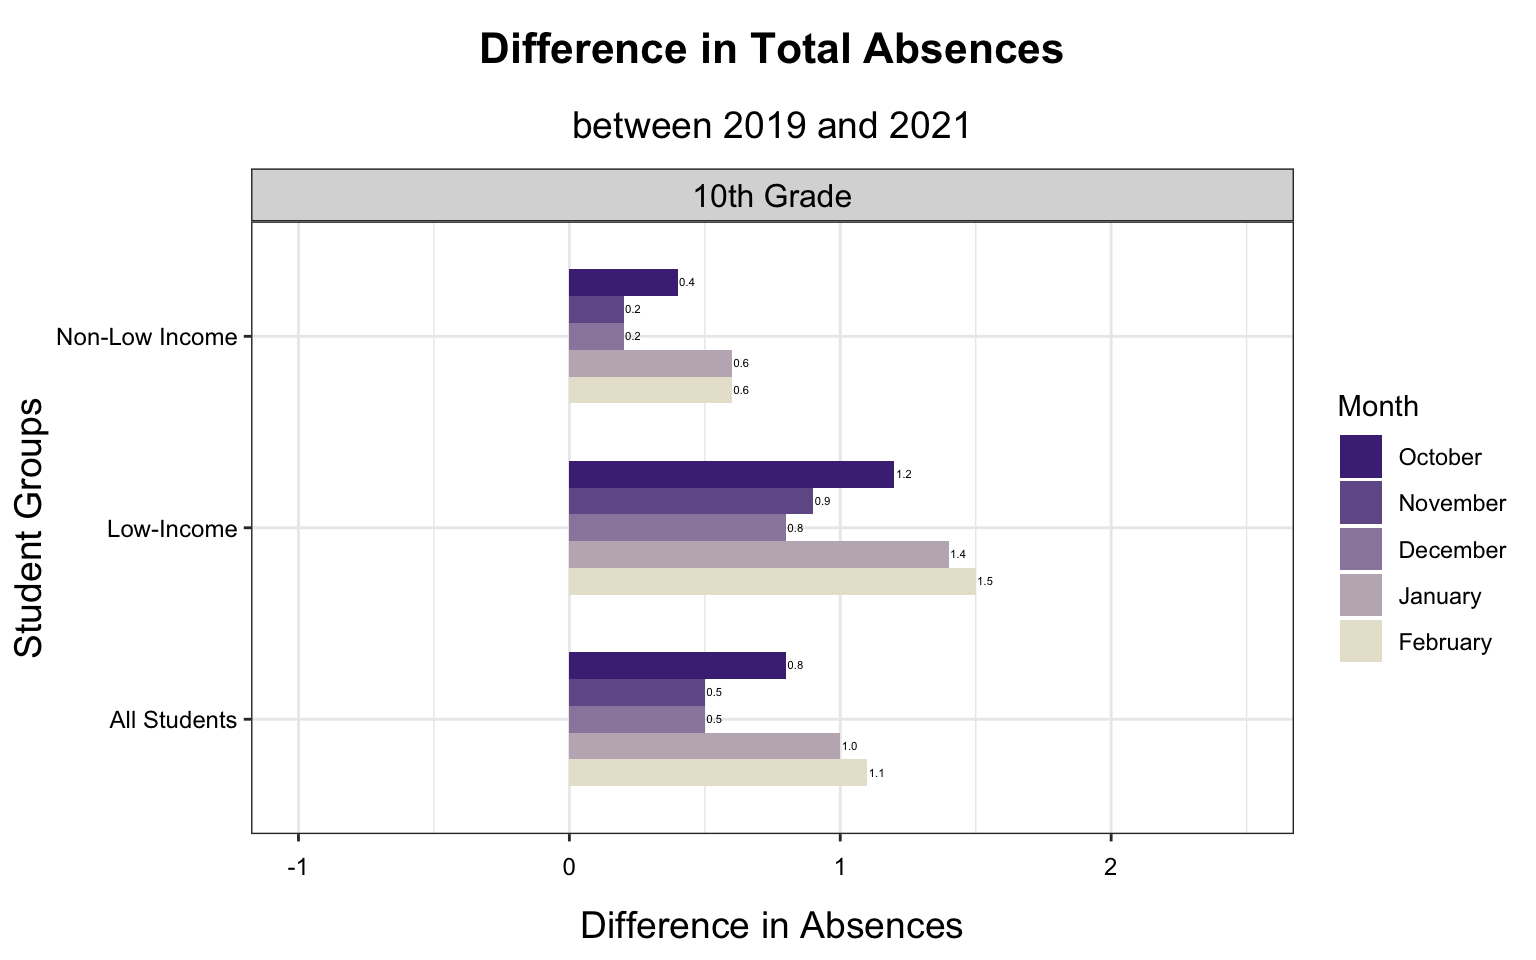 Difference in Total Absences
between 2019 and 2021
10th Grade
Student Groups
Non-Low Income
0.4
0.2
0.2
0.6
0.6
Low-Income
1.2
0.9
0.8
1.4
1.5
All Students
0.8
0.5
0.5
1.0
1.1
-1 0 1 2
Difference in Absences
Month
October
November
December
January
February